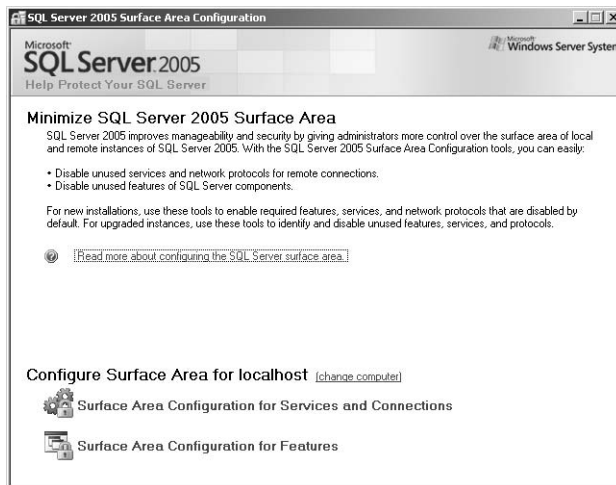 SQL Server 2005 Surface Area Configuration
Microsoft
SQL Server 2005
Help Protect Your SQL Server
Microsoft
Windows Server System
Minimize SQL Server 2005 Surface Area
SQL Server 2005 improves manageability and security by giving administrators more control over the surface area of local
and remote instances of SQL Server 2005. With the SQL Server 2005 Surface Area Configuration tools, you can easily:
• Disable unused services and network protocols for remote connections.
• Disable unused features of SQL Server components.
For new installations, use these tools to enable required features, services, and network protocols that are disabled by
default. For upgraded instances, use these tools to identify and disable unused features, services, and protocols.
Read more about configuring the SQL Server surface area.
Configure Surface Area for localhost (change computer)
Surface Area Configuration for Services and Connections
Surface Area Configuration for Features